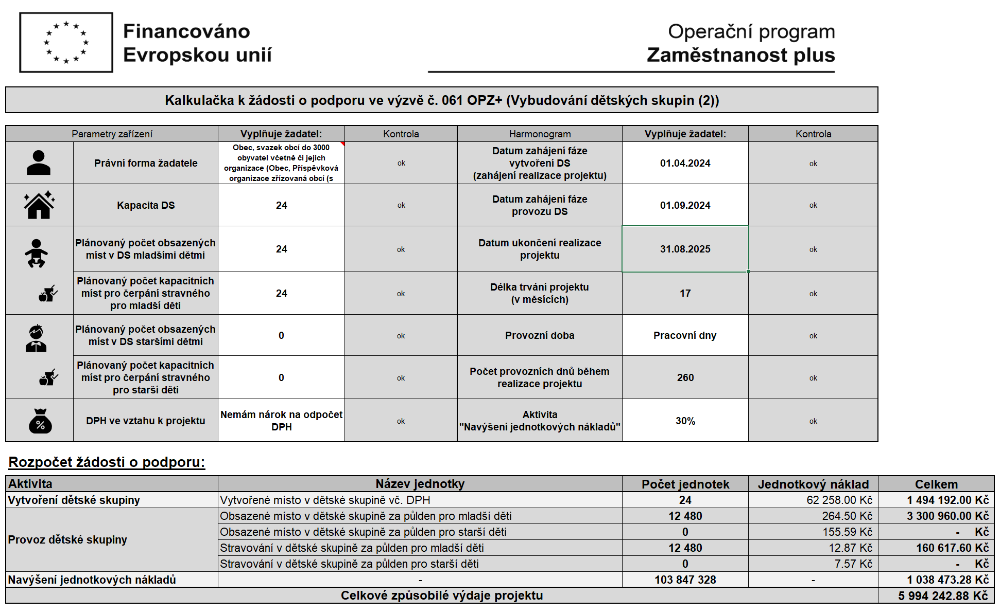 Financováno
Evropskou unií
Operační program
Zaměstnanost plus
Kalkulačka k žádosti o podporu ve výzvě č. 061 OPZ+ (Vybudování dětských skupin (2))
Parametry zařízení
Vyplňuje žadatel:
Kontrola
Harmonogram
Vyplňuje žadatel:
Kontrola
Právní forma žadatele
Obec, svazek obcí do 3000
obyvatel včetně či jejich
organizace (Obec, Příspěvková
organizace zřizovaná obcí (s
ok
Datum zahájení fáze
vytvoření DS
(zahájení realizace projektu)
01.04.2024
ok
Kapacita DS
24
ok
Datum zahájení fáze
provozu DS
01.09.2024
ok
Plánovaný počet obsazených
míst v DS mladšími dětmi
24
ok
Datum ukončení realizace
projektu
31.08.2025
ok
Plánovaný počet kapacitních
míst pro čerpání stravného
pro mladší děti
24
ok
Délka trvání projektu
(v měsících)
17
ok
Plánovaný počet obsazených
míst v DS staršími dětmi
0
ok
Provozní doba
Pracovní dny
ok
Plánovaný počet kapacitních
míst pro čerpání stravného
pro starší děti
0
ok
Počet provozních dnů během
realizace projektu
260
ok
%
DPH ve vztahu k projektu
Nemám nárok na odpočet
DPH
ok
Aktivita
"Navýšení jednotkových nákladů"
30%
ok
Rozpočet žádosti o podporu:
Aktivita
Název jednotky
Počet jednotek
Jednotkový náklad
Celkem
Vytvoření dětské skupiny
Vytvořené místo v dětské skupině vč. DPH
24
62 258.00 Kč
1 494 192.00 Kč
Provoz dětské skupiny
Obsazené místo v dětské skupině za půlden pro mladší děti
12 480
264.50 Kč
3 300 960.00 Kč
Obsazené místo v dětské skupině za půlden pro starší děti
0
155.59 Kč
- Kč
Stravování v dětské skupině za půlden pro mladší děti
12 480
12.87 Kč
160 617.60 Kč
Stravování v dětské skupině za půlden pro starší děti
0
7.57 Kč
- Kč
Navýšení jednotkových nákladů
-
103 847 328
-
1 038 473.28 Kč
Celkové způsobilé výdaje projektu
5 994 242.88 Kč